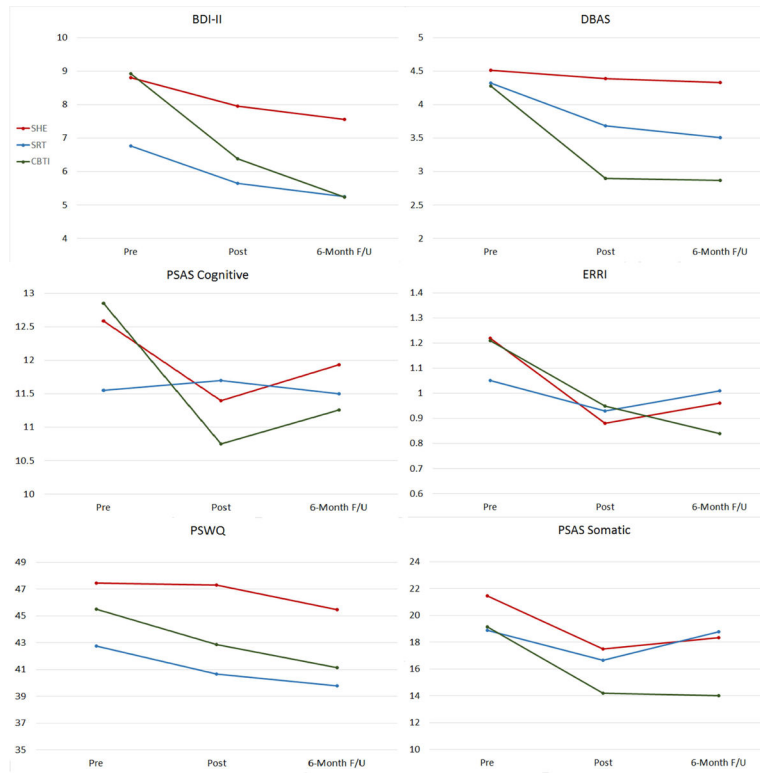 BDI-II
10
9
8
7
6
5
4
SHE
SRT
CBTI
Pre
Post
6-Month F/U
DBAS
5
4.5
4
3.5
3
2.5
2
Pre
Post
6-Month F/U
PSAS Cognitive
13
12.5
12
11.5
11
10.5
10
Pre
Post
6-Month F/U
ERRI
1.4
1.3
1.2
1.1
1
0.9
0.8
0.7
0.6
Pre
Post
6-Month F/U
PSWQ
49
47
45
43
41
39
37
35
Pre
Post
6-Month F/U
PSAS Somatic
24
22
20
18
16
14
12
10
Pre
Post
6-Month F/U